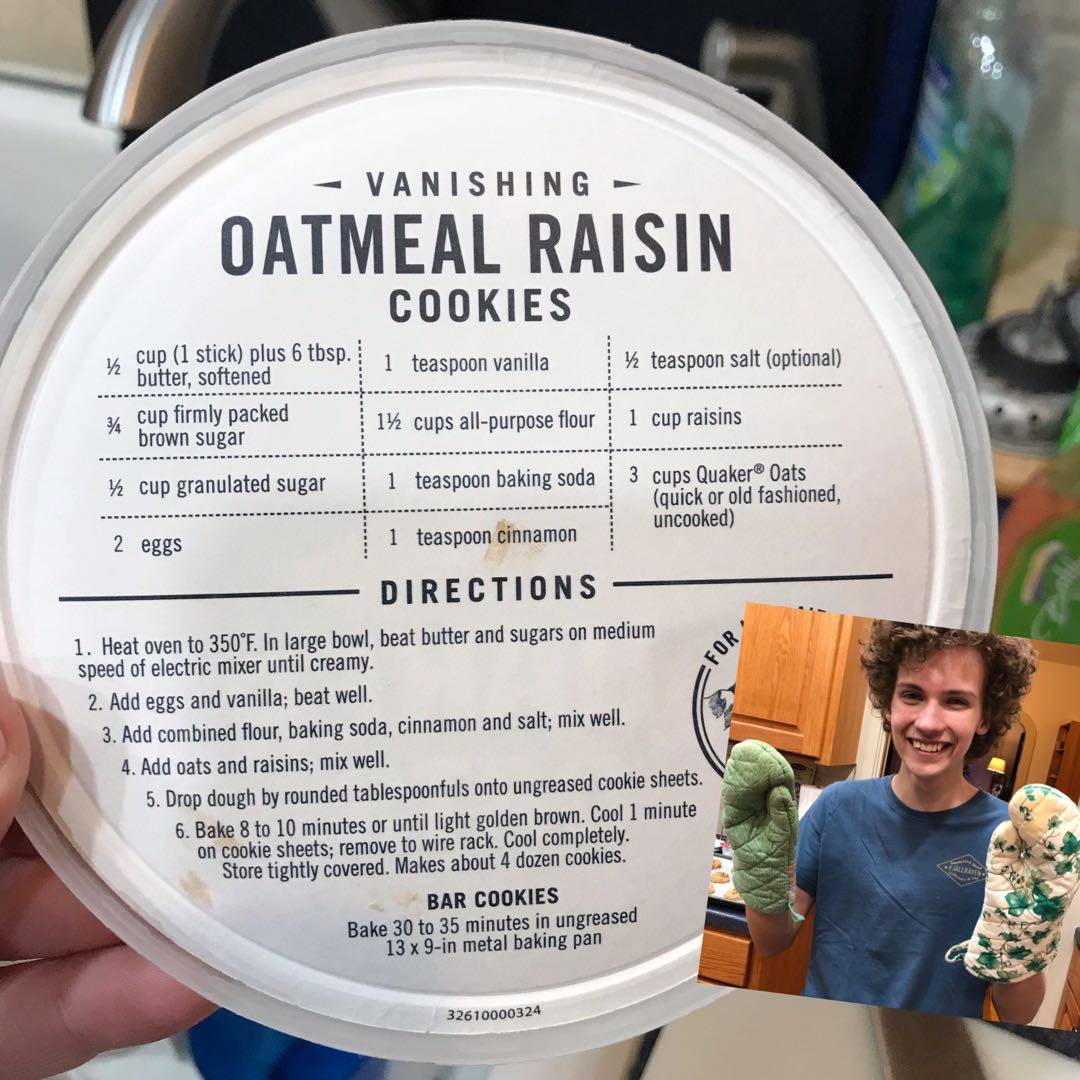 VANISHING
OATMEAL RAISIN
COOKIES
½ cup (1 stick) plus 6 tbsp.
butter, softened
¾ cup firmly packed
brown sugar
½ cup granulated sugar
2 eggs
1 teaspoon vanilla
1½ cups all-purpose flour
1 teaspoon baking soda
1 teaspoon cinnamon
½ teaspoon salt (optional)
1 cup raisins
3 cups Quaker® Oats
(quick or old fashioned,
uncooked)
DIRECTIONS
1. Heat oven to 350°F. In large bowl, beat butter and sugars on medium
speed of electric mixer until creamy.
2. Add eggs and vanilla; beat well.
3. Add combined flour, baking soda, cinnamon and salt; mix well.
4. Add oats and raisins; mix well.
5. Drop dough by rounded tablespoonfuls onto ungreased cookie sheets.
6. Bake 8 to 10 minutes or until light golden brown. Cool 1 minute
on cookie sheets; remove to wire rack. Cool completely.
Store tightly covered. Makes about 4 dozen cookies.
BAR COOKIES
Bake 30 to 35 minutes in ungreased
13 x 9-in metal baking pan
32610000324
FOR
FJÄLLRÄVEN